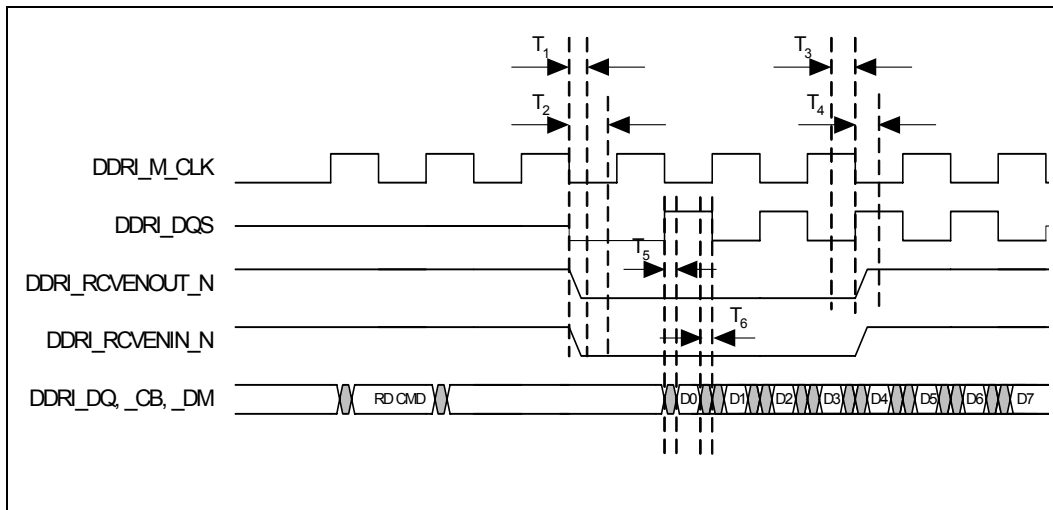 T1
T3
T2
T4
DDRI_M_CLK
DDRI_DQS
T5
DDRI_RCVENOUT_N
T6
DDRI_RCVENIN_N
DDRI_DQ, _CB, _DM
RD CMD
D0
D1
D2
D3
D4
D5
D6
D7